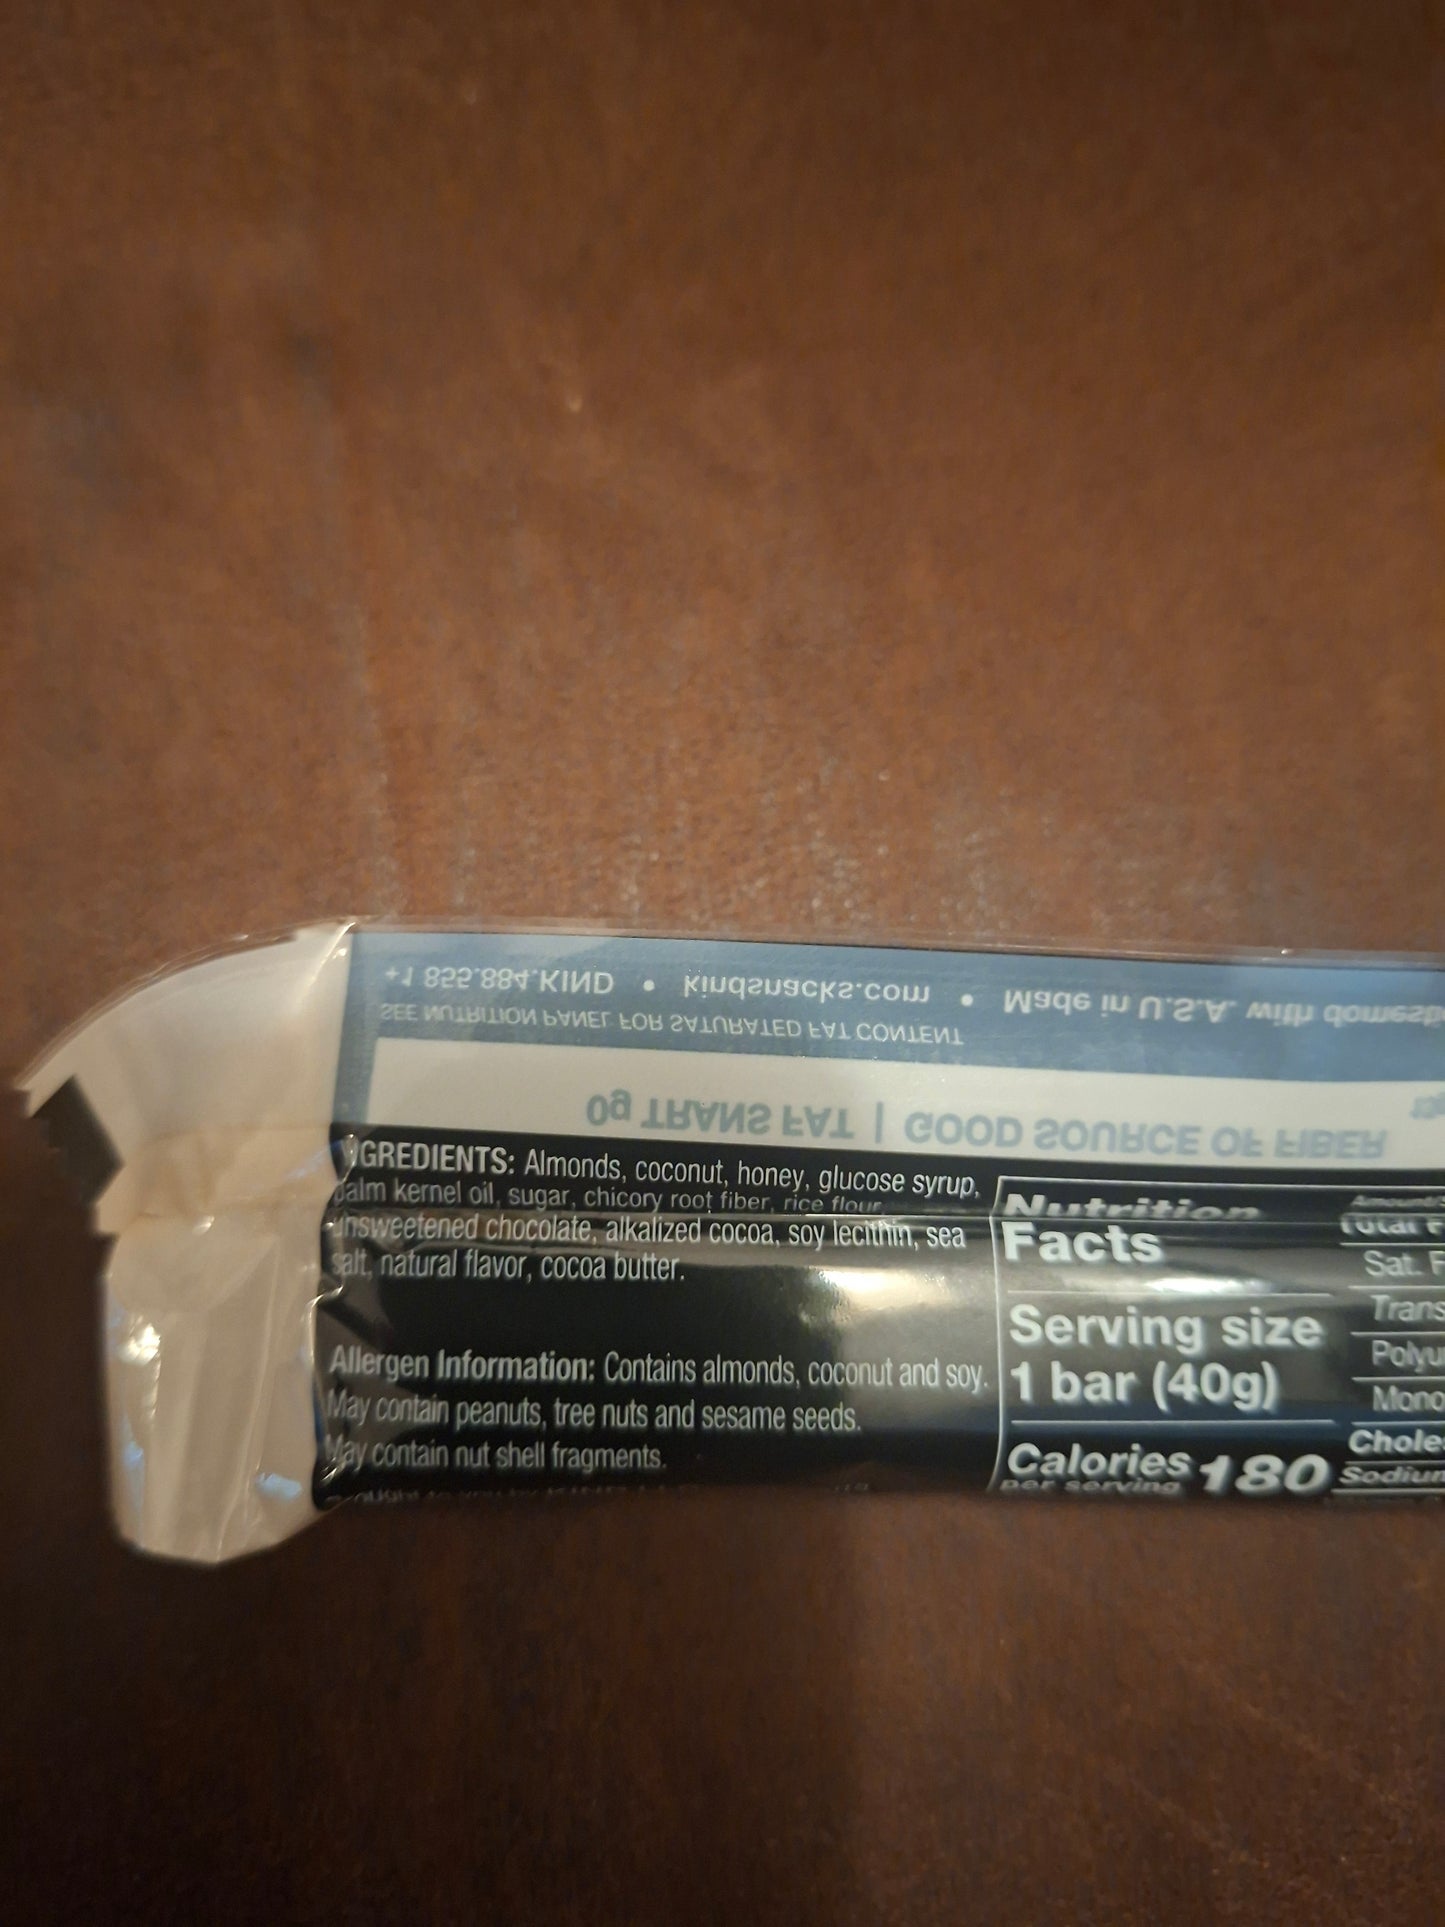 +1 855.884.KIND • kindsnacks.com • Made in U.S.A. with
SEE NUTRITION PANEL FOR SATURATED FAT CONTENT
0g TRANS FAT | GOOD SOURCE OF FIBER
GREDIENTS: Almonds, coconut, honey, glucose syrup,
palm kernel oil, sugar, chicory root fiber, rice flour,
unsweetened chocolate, alkalized cocoa, soy lecithin, sea
salt, natural flavor, cocoa butter.
Allergen Information: Contains almonds, coconut and soy.
May contain peanuts, tree nuts and sesame seeds.
May contain nut shell fragments.
Nutrition
Facts
Serving size
1 bar (40g)
Calories 180
per serving
Total F
Sat. F
Trans
Polyu
Mono
Chole
Sodium